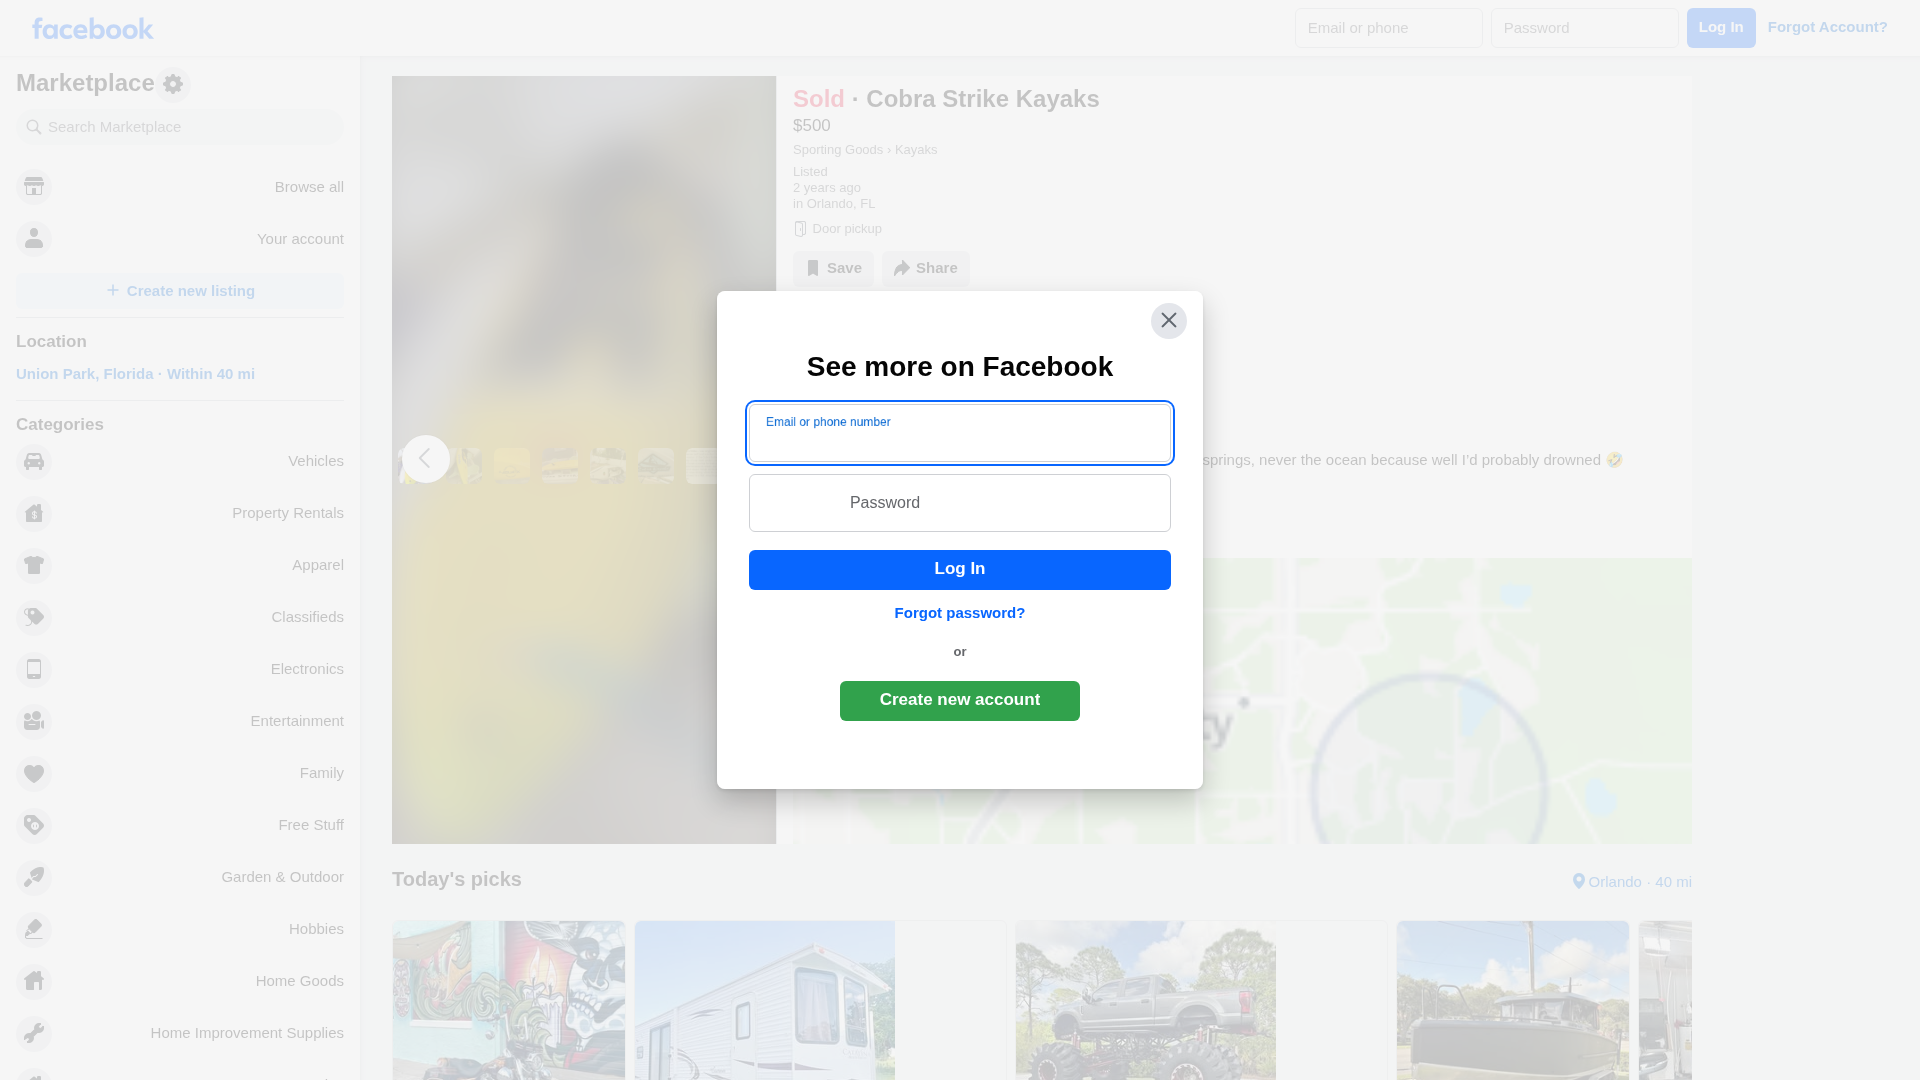 facebook
Email or phone
Password
Log In
Forgot Account?
Marketplace
Search Marketplace
Browse all
Your account
Create new listing
Location
Union Park, Florida · Within 40 mi
Categories
Vehicles
Property Rentals
Apparel
Classifieds
Electronics
Entertainment
Family
Free Stuff
Garden & Outdoor
Hobbies
Home Goods
Home Improvement Supplies
Sold · Cobra Strike Kayaks
$500
Sporting Goods › Kayaks
Listed
2 years ago
in Orlando, FL
Door pickup
Save
Share
springs, never the ocean because well I'd probably drowned 🤣
See more on Facebook
Email or phone number
Password
Log In
Forgot password?
or
Create new account
Today's picks
Orlando · 40 mi